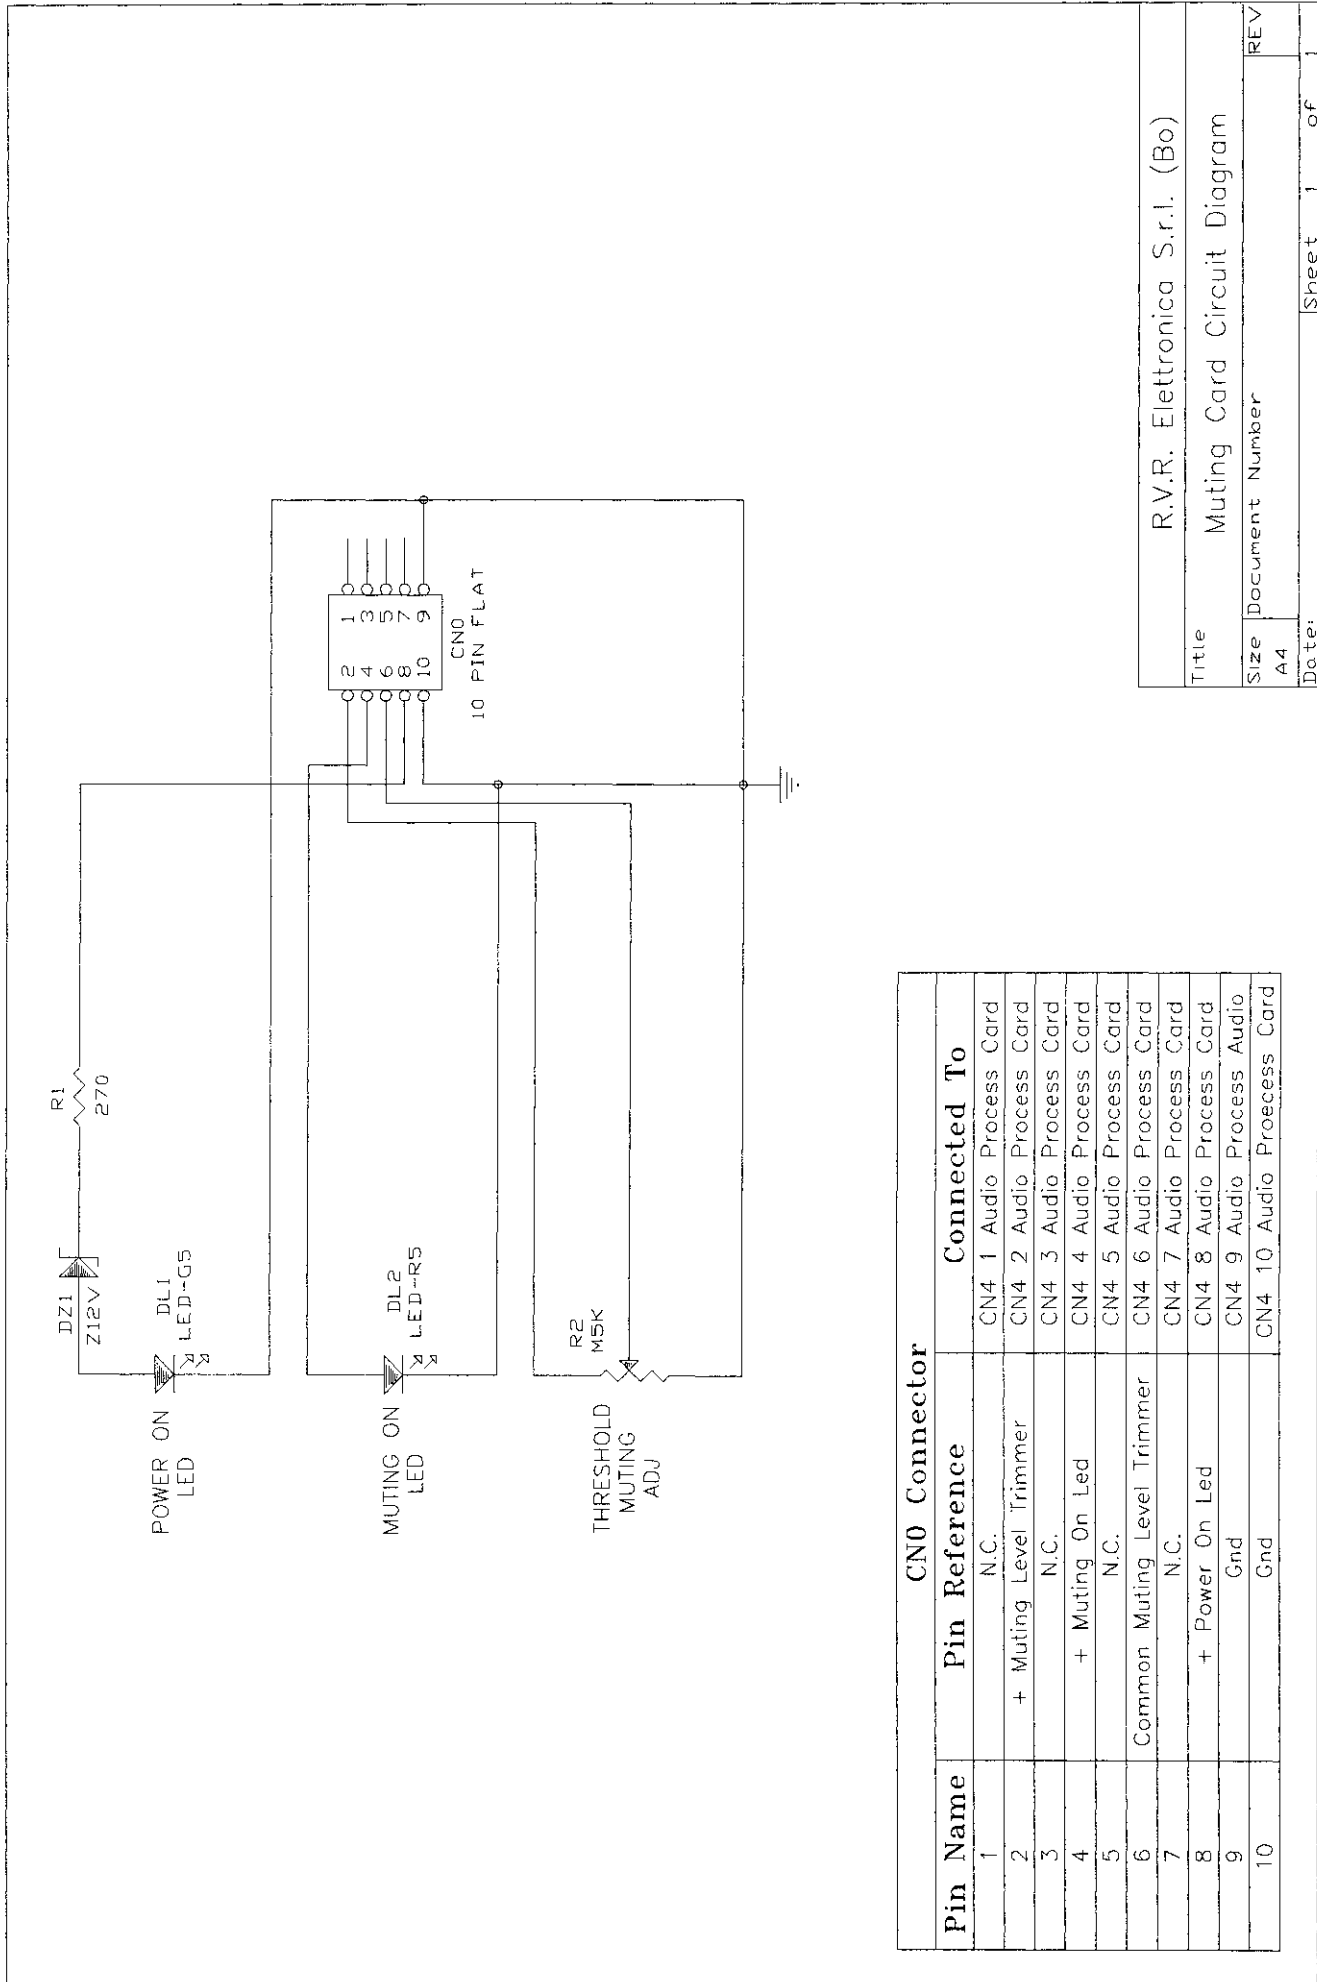 POWER ON
LED
DL1
LED-G5
DZ1
Z12V
R1
270
MUTING ON
LED
DL2
LED-R5
THRESHOLD
MUTING
ADJ
R2
M5K
2 1
4 3
6 5
8 7
10 9
CN0
10 PIN FLAT
CN0 Connector
Pin Name Pin Reference Connected To
1 N.C. CN4 1 Audio Process Card
2 + Muting Level Trimmer CN4 2 Audio Process Card
3 N.C. CN4 3 Audio Process Card
4 + Muting On Led CN4 4 Audio Process Card
5 N.C. CN4 5 Audio Process Card
6 Common Muting Level Trimmer CN4 6 Audio Process Card
7 N.C. CN4 7 Audio Process Card
8 + Power On Led CN4 8 Audio Process Card
9 Gnd CN4 9 Audio Process Audio
10 Gnd CN4 10 Audio Proecess Card
R.V.R. Elettronica S.r.l. (Bo)
Title
Muting Card Circuit Diagram
Size Document Number REV
A4
Date: Sheet 1 of 1